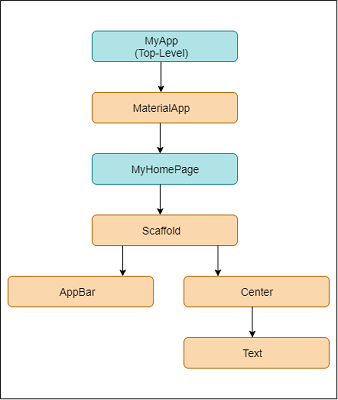 MyApp
(Top-Level)
MaterialApp
MyHomePage
Scaffold
AppBar
Center
Text